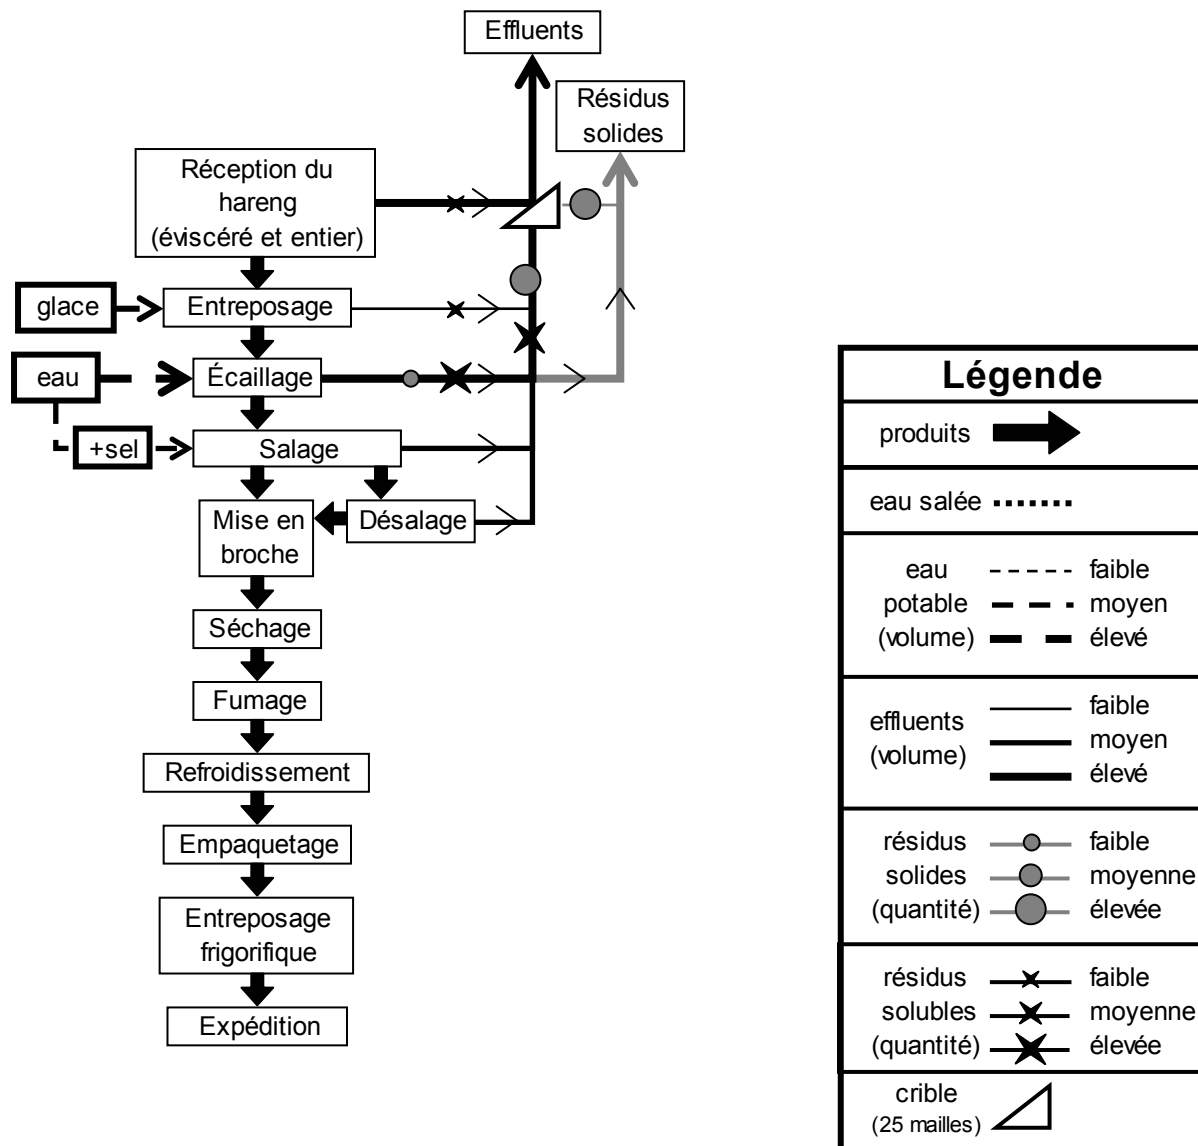 Effluents
Résidus
solides
Réception du
hareng
(éviscéré et entier)
glace
Entreposage
eau
Écaillage
+sel
Salage
Mise en
broche
Désalage
Séchage
Fumage
Refroidissement
Empaquetage
Entreposage
frigorifique
Expédition
Légende
produits
eau salée
eau
potable
(volume)
faible
moyen
élevé
effluents
(volume)
faible
moyen
élevé
résidus
solides
(quantité)
faible
moyenne
élevée
résidus
solubles
(quantité)
faible
moyenne
élevée
crible
(25 mailles)